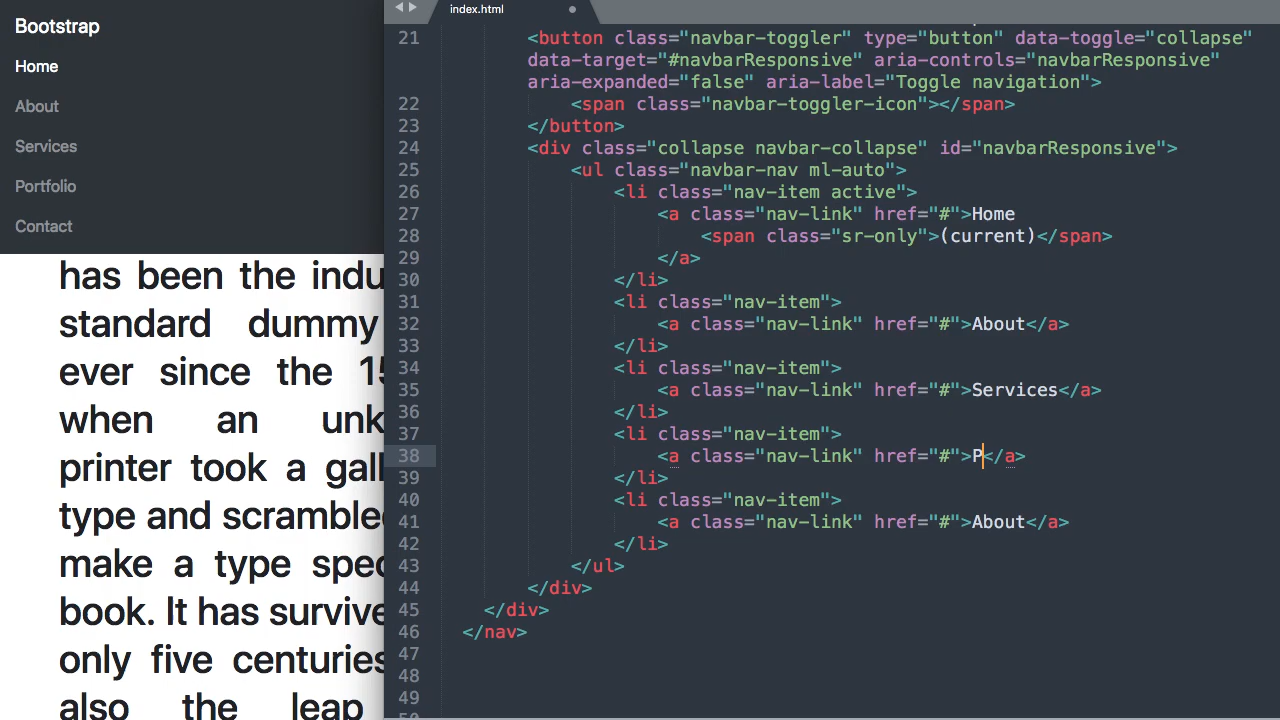 Bootstrap
Home
About
Services
Portfolio
Contact
has been the indu
standard dummy
ever since the 15
when an unk
printer took a gall
type and scramble
make a type spec
book. It has survive
only five centuries
also the leap
index.html
21 <button class="navbar-toggler" type="button" data-toggle="collapse"
data-target="#navbarResponsive" aria-controls="navbarResponsive"
aria-expanded="false" aria-label="Toggle navigation">
22 <span class="navbar-toggler-icon"></span>
23 </button>
24 <div class="collapse navbar-collapse" id="navbarResponsive">
25 <ul class="navbar-nav ml-auto">
26 <li class="nav-item active">
27 <a class="nav-link" href="#">Home
28 <span class="sr-only">(current)</span>
29 </a>
30 </li>
31 <li class="nav-item">
32 <a class="nav-link" href="#">About</a>
33 </li>
34 <li class="nav-item">
35 <a class="nav-link" href="#">Services</a>
36 </li>
37 <li class="nav-item">
38 <a class="nav-link" href="#">P</a>
39 </li>
40 <li class="nav-item">
41 <a class="nav-link" href="#">About</a>
42 </li>
43 </ul>
44 </div>
45 </div>
46 </nav>
47
48
49